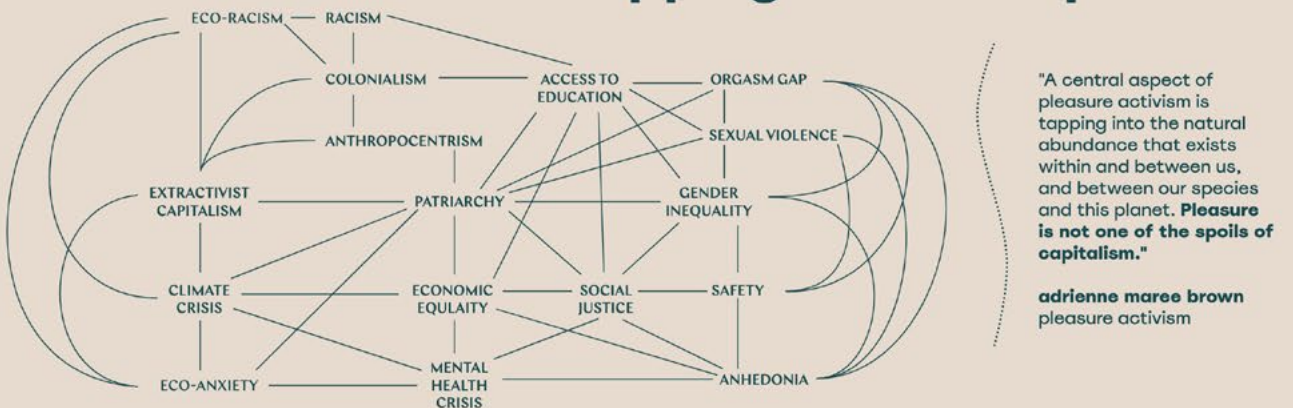 ECO-RACISM
RACISM
COLONIALISM
ACCESS TO
EDUCATION
ORGASM GAP
ANTHROPOCENTRISM
SEXUAL VIOLENCE
EXTRACTIVIST
CAPITALISM
PATRIARCHY
GENDER
INEQUALITY
CLIMATE
CRISIS
ECONOMIC
EQULAITY
SOCIAL
JUSTICE
SAFETY
ECO-ANXIETY
MENTAL
HEALTH
CRISIS
ANHEDONIA
"A central aspect of
pleasure activism is
tapping into the natural
abundance that exists
within and between us,
and between our species
and this planet. Pleasure
is not one of the spoils of
capitalism."
adrienne maree brown
pleasure activism